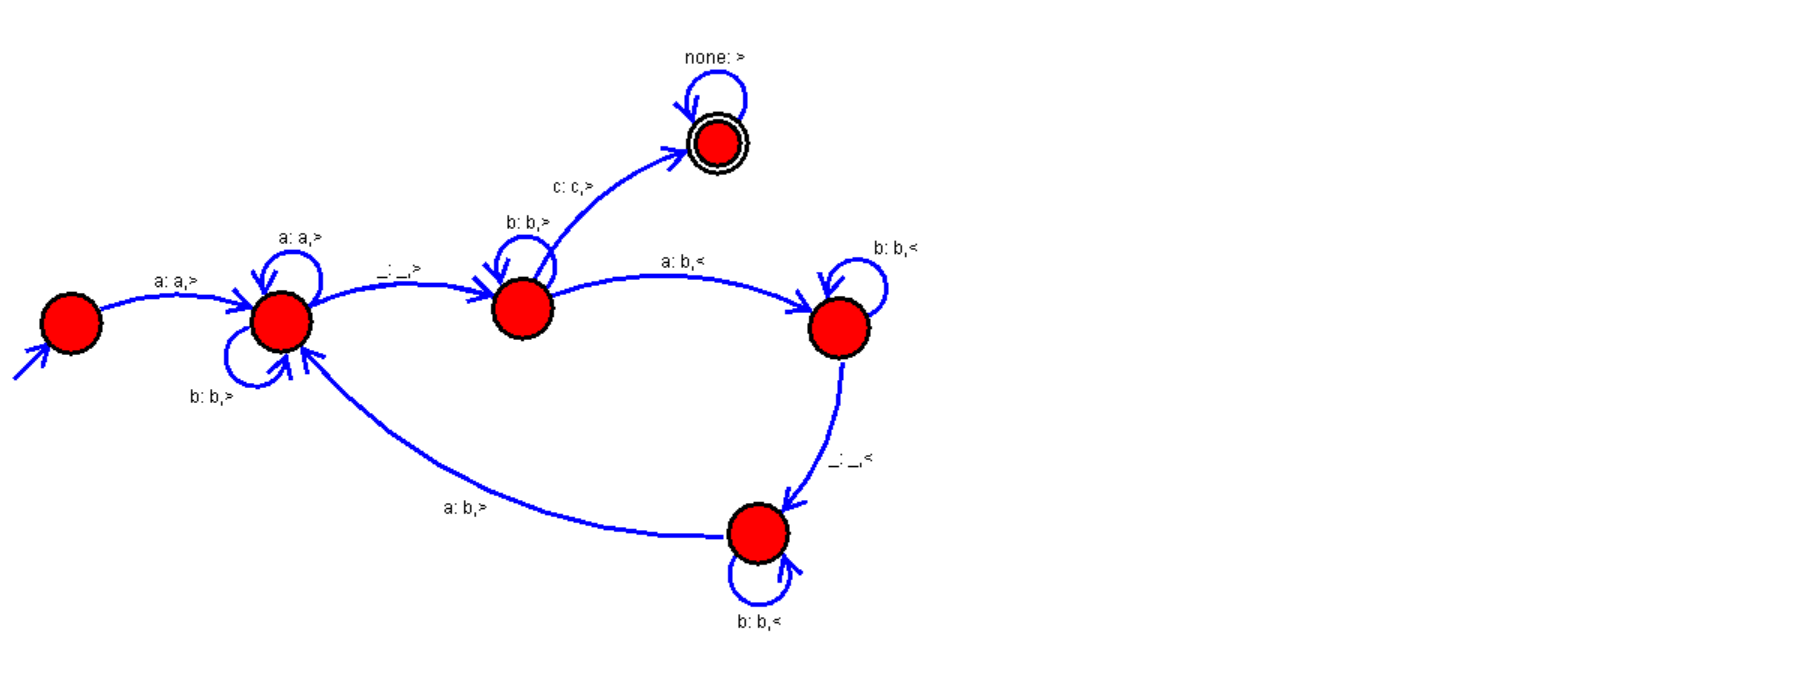 none: >
c: c,>
b: b,>
a: a,>
b: b,<
a: b,<
_: _,>
a: a,>
b: b,>
_: _,<
a: b,>
b: b,<